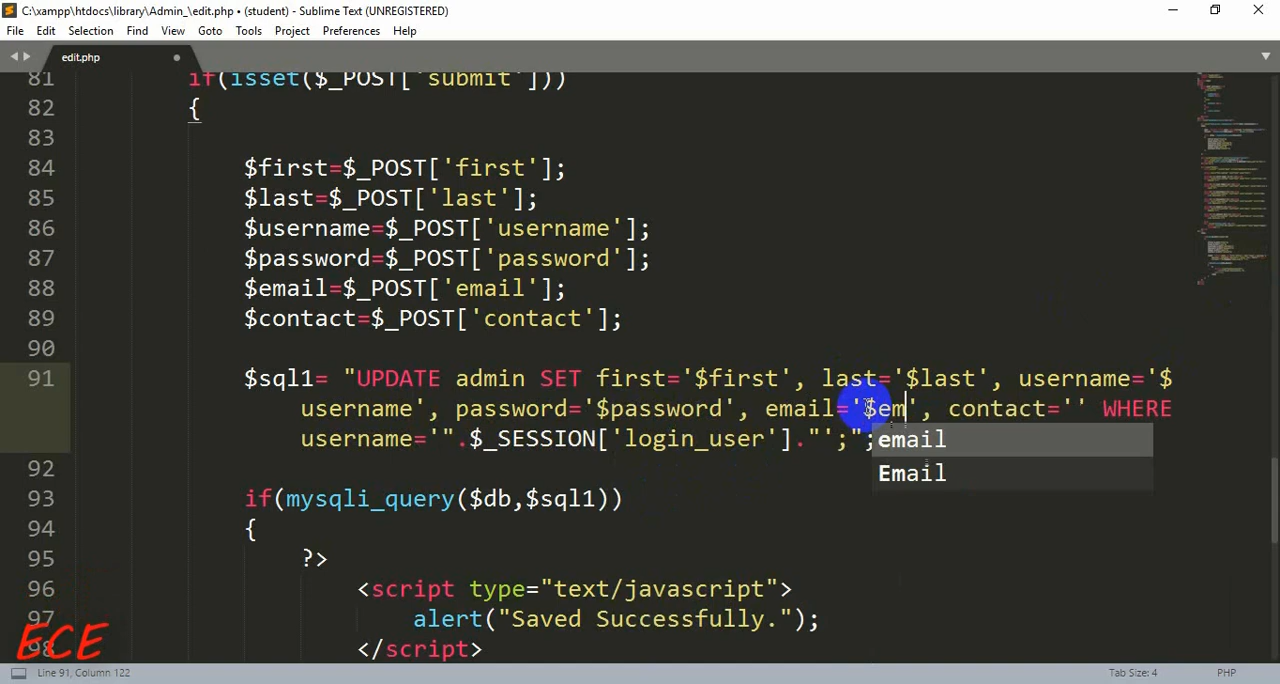 C:\xampp\htdocs\library\Admin_\edit.php • (student) - Sublime Text (UNREGISTERED)
File Edit Selection Find View Goto Tools Project Preferences Help
edit.php
81 if(isset($_POST['submit']))
82 {
83
84 $first=$_POST['first'];
85 $last=$_POST['last'];
86 $username=$_POST['username'];
87 $password=$_POST['password'];
88 $email=$_POST['email'];
89 $contact=$_POST['contact'];
90
91 $sql1= "UPDATE admin SET first='$first', last='$last', username='$
username', password='$password', email='$em', contact='' WHERE
username='".$_SESSION['login_user']."';";
email
Email
92
93 if(mysqli_query($db,$sql1))
94 {
95 ?>
96 <script type="text/javascript">
97 alert("Saved Successfully.");
98 </script>
ECE
Line 91, Column 122 Tab Size: 4 PHP